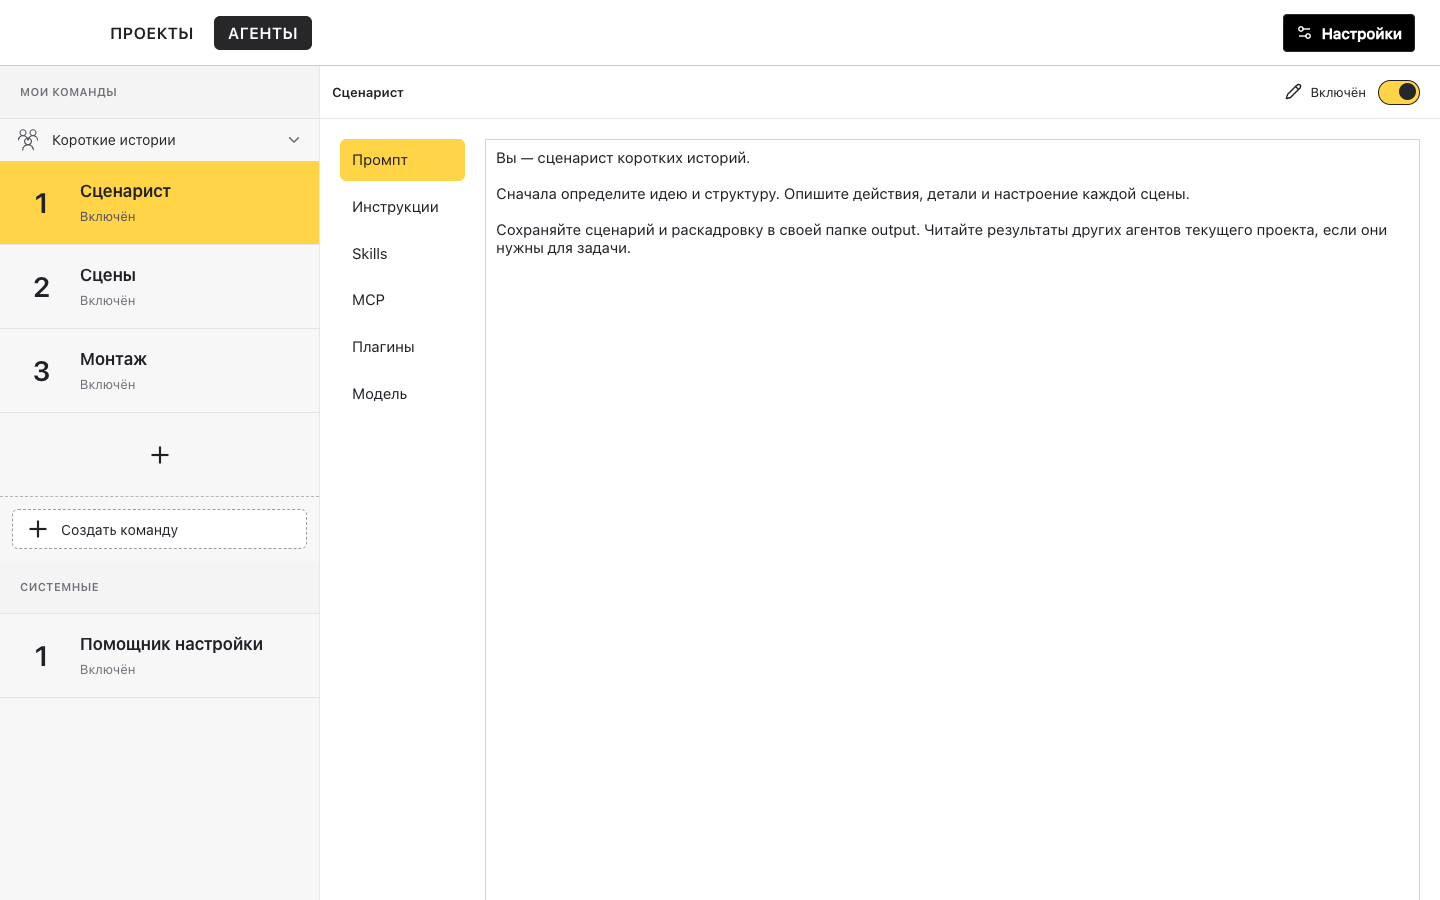 ПРОЕКТЫ
АГЕНТЫ
Настройки
МОИ КОМАНДЫ
Короткие истории
1
Сценарист
Включён
2
Сцены
Включён
3
Монтаж
Включён
Создать команду
СИСТЕМНЫЕ
1
Помощник настройки
Включён
Сценарист
Включён
Промпт
Инструкции
Skills
MCP
Плагины
Модель
Вы — сценарист коротких историй.
Сначала определите идею и структуру. Опишите действия, детали и настроение каждой сцены.
Сохраняйте сценарий и раскадровку в своей папке output. Читайте результаты других агентов текущего проекта, если они
нужны для задачи.